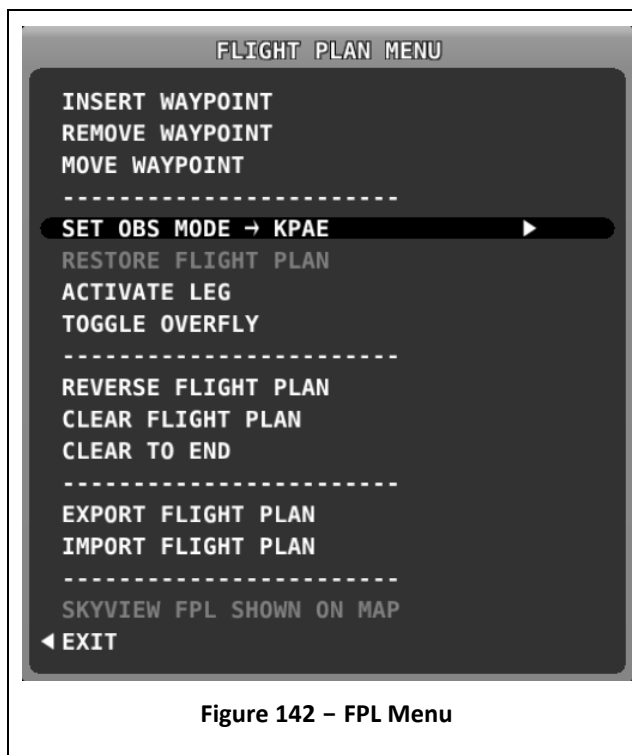 FLIGHT PLAN MENU
INSERT WAYPOINT
REMOVE WAYPOINT
MOVE WAYPOINT
------------------------
SET OBS MODE → KPAE ▶
RESTORE FLIGHT PLAN
ACTIVATE LEG
TOGGLE OVERFLY
------------------------
REVERSE FLIGHT PLAN
CLEAR FLIGHT PLAN
CLEAR TO END
------------------------
EXPORT FLIGHT PLAN
IMPORT FLIGHT PLAN
------------------------
SKYVIEW FPL SHOWN ON MAP
◀ EXIT
Figure 142 – FPL Menu